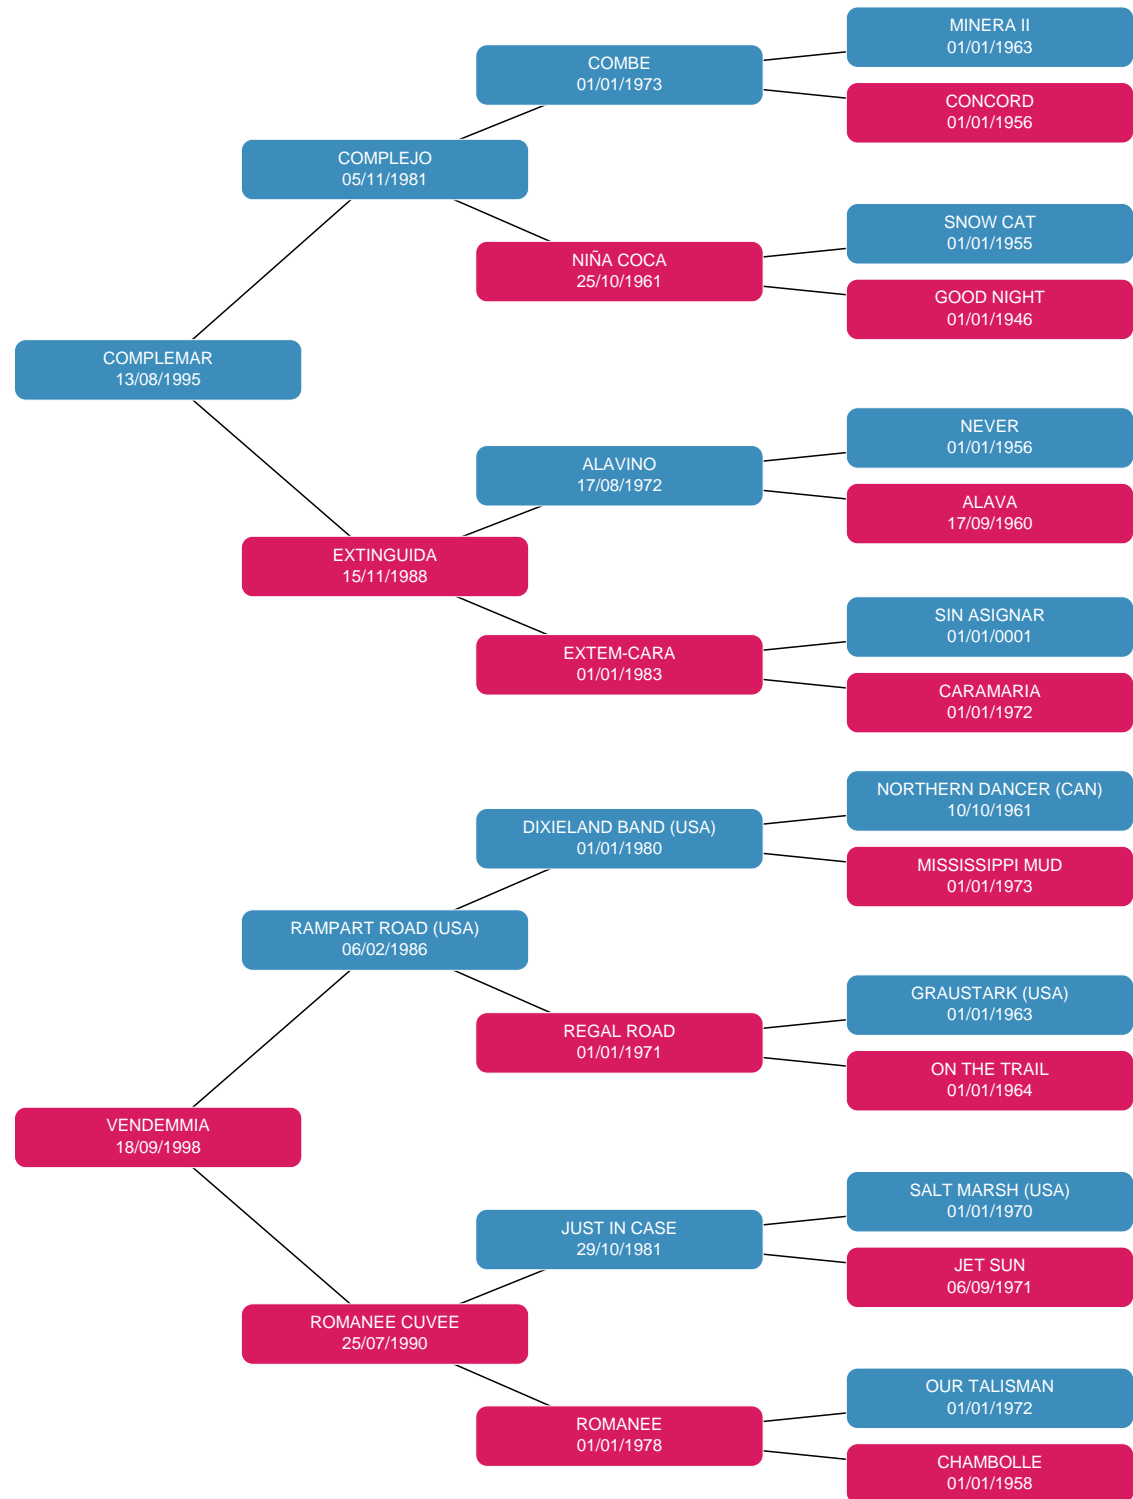 MINERA II
01/01/1963
COMBE
01/01/1973
CONCORD
01/01/1956
COMPLEJO
05/11/1981
SNOW CAT
01/01/1955
NIÑA COCA
25/10/1961
GOOD NIGHT
01/01/1946
COMPLEMAR
13/08/1995
NEVER
01/01/1956
ALAVINO
17/08/1972
ALAVA
17/09/1960
EXTINGUIDA
15/11/1988
SIN ASIGNAR
01/01/0001
EXTEM-CARA
01/01/1983
CARAMARIA
01/01/1972
NORTHERN DANCER (CAN)
10/10/1961
DIXIELAND BAND (USA)
01/01/1980
MISSISSIPPI MUD
01/01/1973
RAMPART ROAD (USA)
06/02/1986
GRAUSTARK (USA)
01/01/1963
REGAL ROAD
01/01/1971
ON THE TRAIL
01/01/1964
VENDEMMIA
18/09/1998
SALT MARSH (USA)
01/01/1970
JUST IN CASE
29/10/1981
JET SUN
06/09/1971
ROMANEE CUVEE
25/07/1990
OUR TALISMAN
01/01/1972
ROMANEE
01/01/1978
CHAMBOLLE
01/01/1958